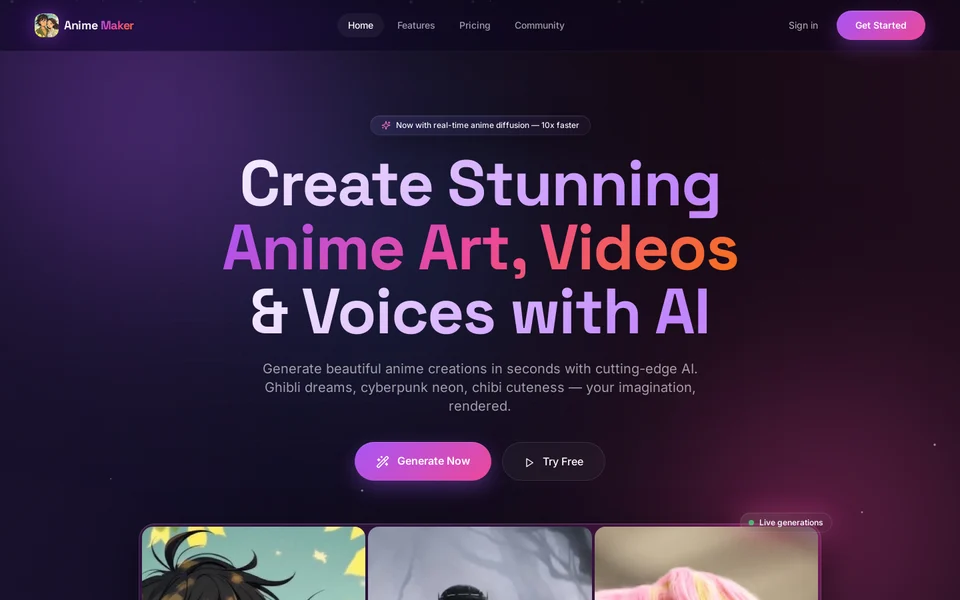 Anime Maker
Home
Features
Pricing
Community
Sign in
Get Started
Now with real-time anime diffusion — 10x faster
Create Stunning
Anime Art, Videos
& Voices with AI
Generate beautiful anime creations in seconds with cutting-edge AI.
Ghibli dreams, cyberpunk neon, chibi cuteness — your imagination,
rendered.
Generate Now
Try Free
Live generations